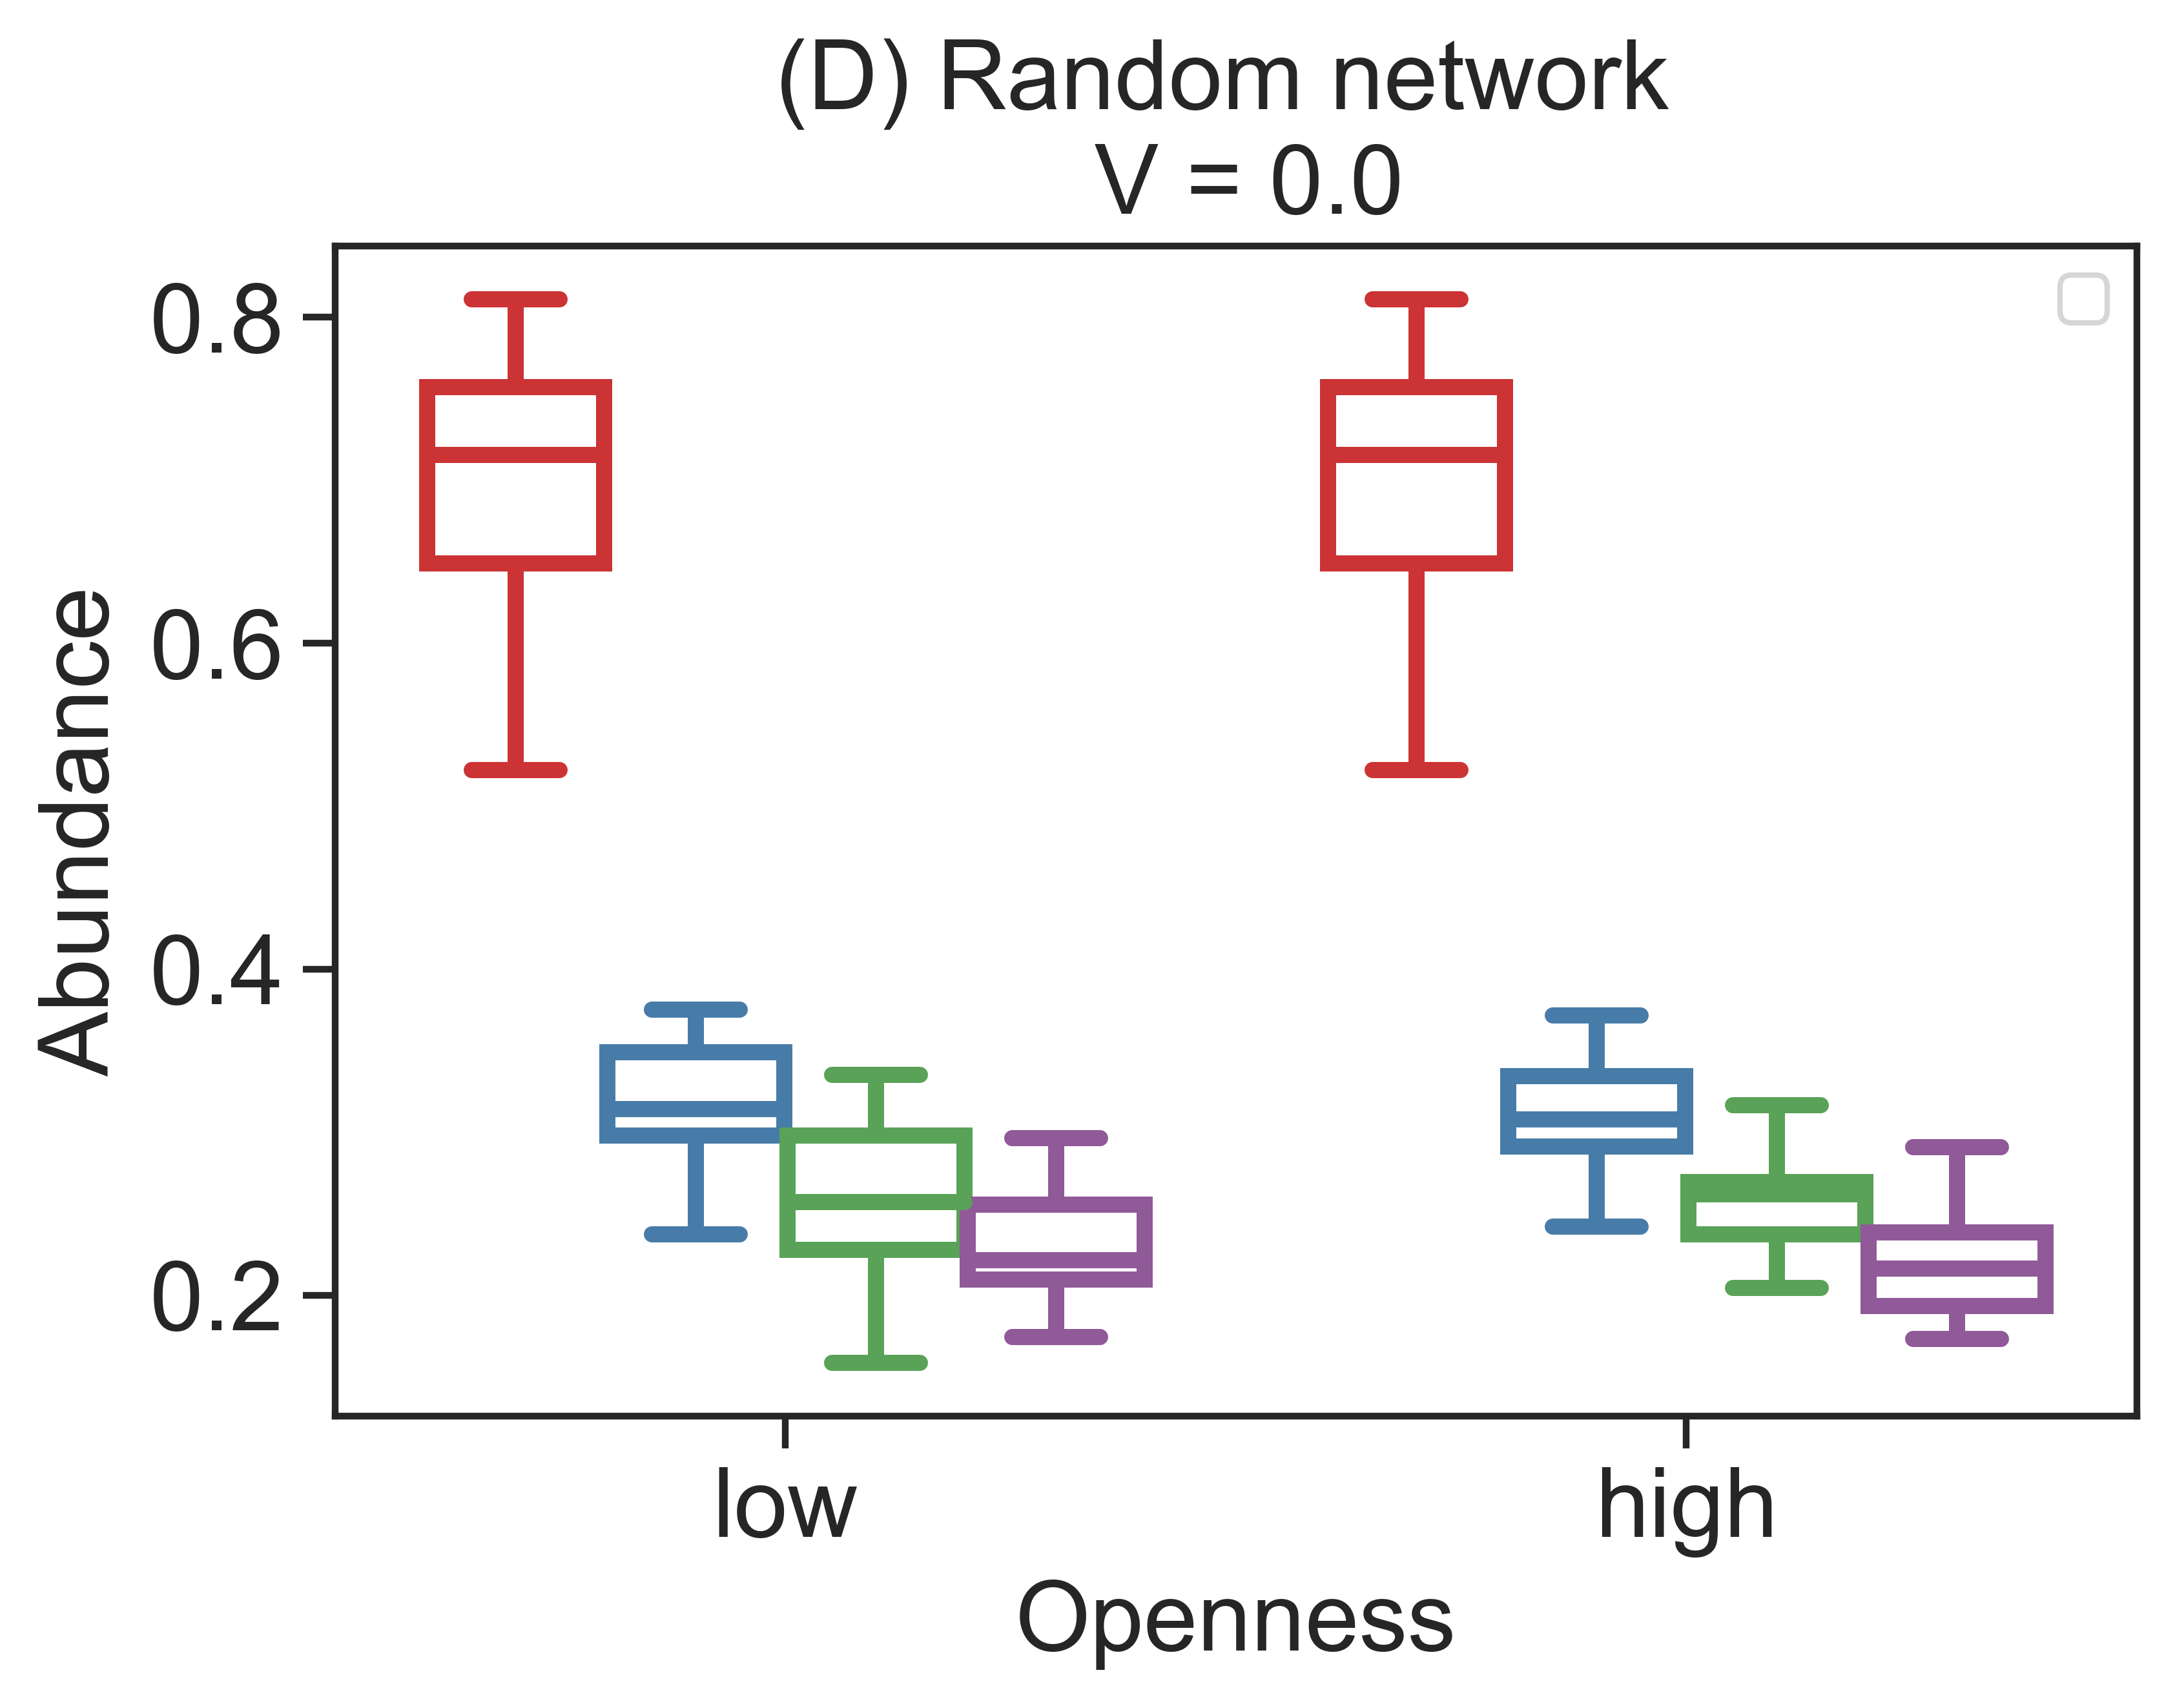 (D) Random network
V = 0.0
0.8
0.6
0.4
0.2
Abundance
low high
Openness